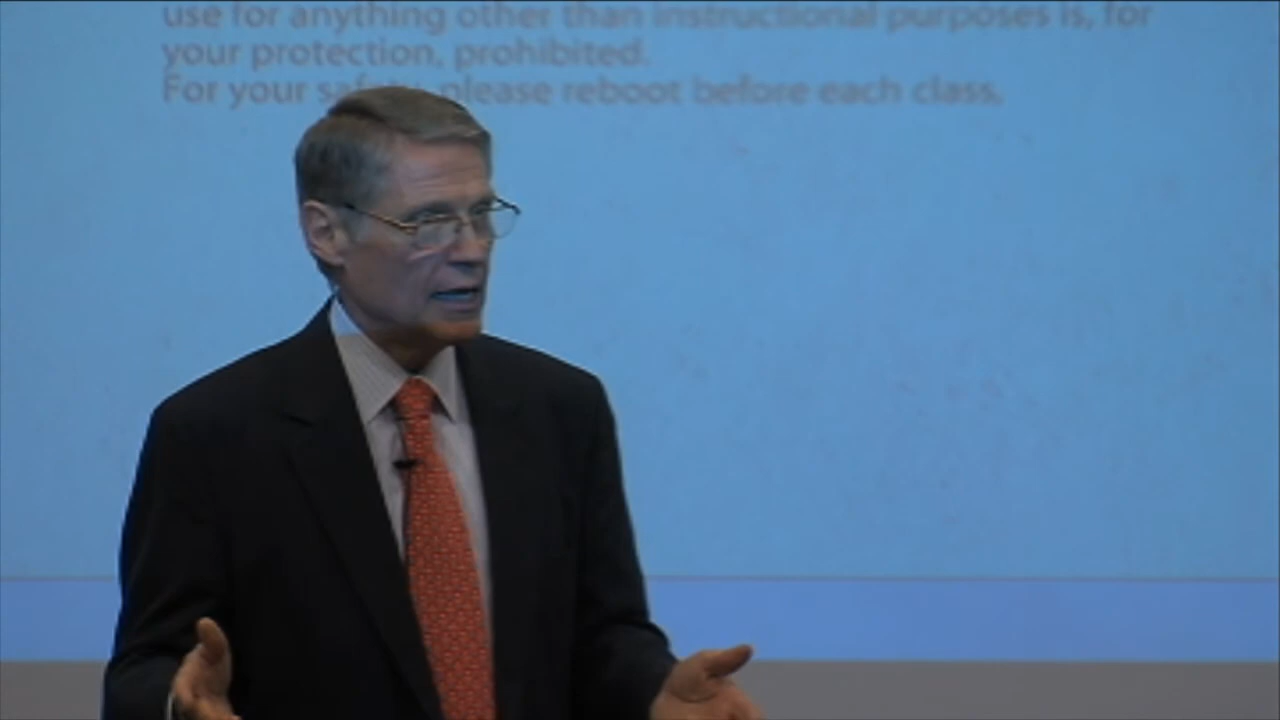 use for anything other than instructional purposes is, for
your protection, prohibited.
For your safety, please reboot before each class.